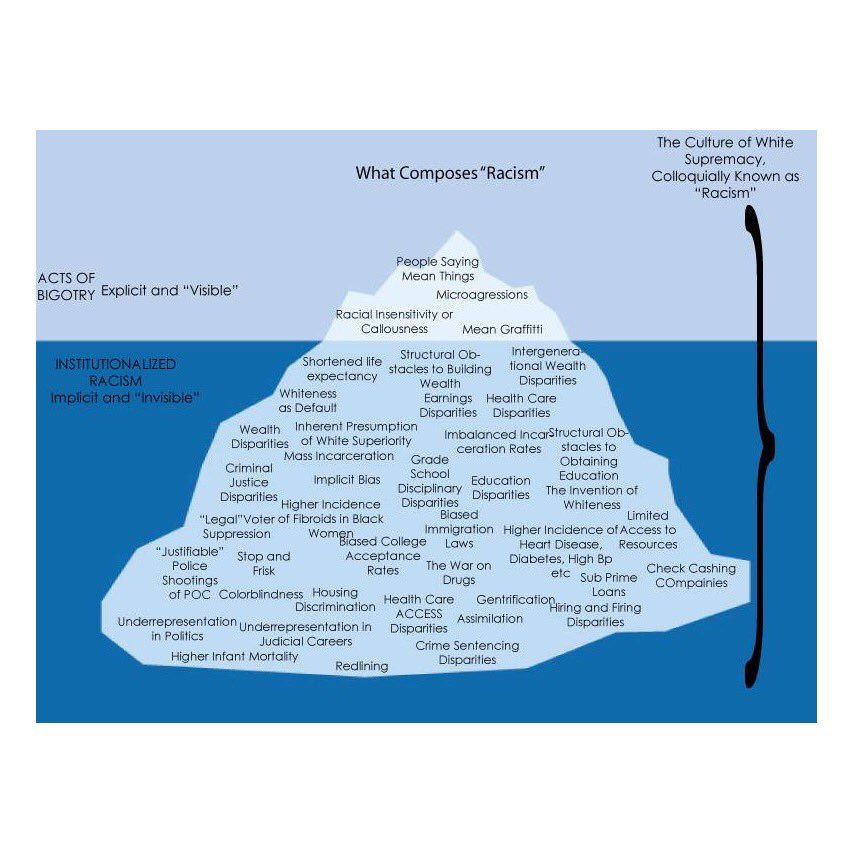 The Culture of White
Supremacy,
Colloquially Known as
“Racism”
What Composes “Racism”
ACTS OF
BIGOTRY
Explicit and “Visible”
People Saying
Mean Things
Microagressions
Racial Insensitivity or
Callousness
Mean Graffitti
INSTITUTIONALIZED
RACISM
Implicit and “Invisible”
Shortened life
expectancy
Structural Ob-
stacles to Building
Wealth
Intergenera-
tional Wealth
Disparities
Whiteness
as Default
Earnings
Disparities
Health Care
Disparities
Wealth
Disparities
Inherent Presumption
of White Superiority
Imbalanced Incar-
ceration Rates
Structural Ob-
stacles to
Obtaining
Education
Mass Incarceration
Criminal
Justice
Disparities
Implicit Bias
Grade
School
Disciplinary
Disparities
Education
Disparities
The Invention of
Whiteness
“Legal”Voter
Suppression
Higher Incidence
of Fibroids in Black
Women
Biased
Immigration
Laws
Higher Incidence of
Heart Disease,
Diabetes, High Bp
etc
Limited
Access to
Resources
“Justifiable”
Police
Shootings
of POC
Stop and
Frisk
Biased College
Acceptance
Rates
The War on
Drugs
Sub Prime
Loans
Check Cashing
COmpainies
Colorblindness
Housing
Discrimination
Health Care
ACCESS
Disparities
Gentrification
Assimilation
Hiring and Firing
Disparities
Underrepresentation
in Politics
Underrepresentation in
Judicial Careers
Crime Sentencing
Disparities
Higher Infant Mortality
Redlining